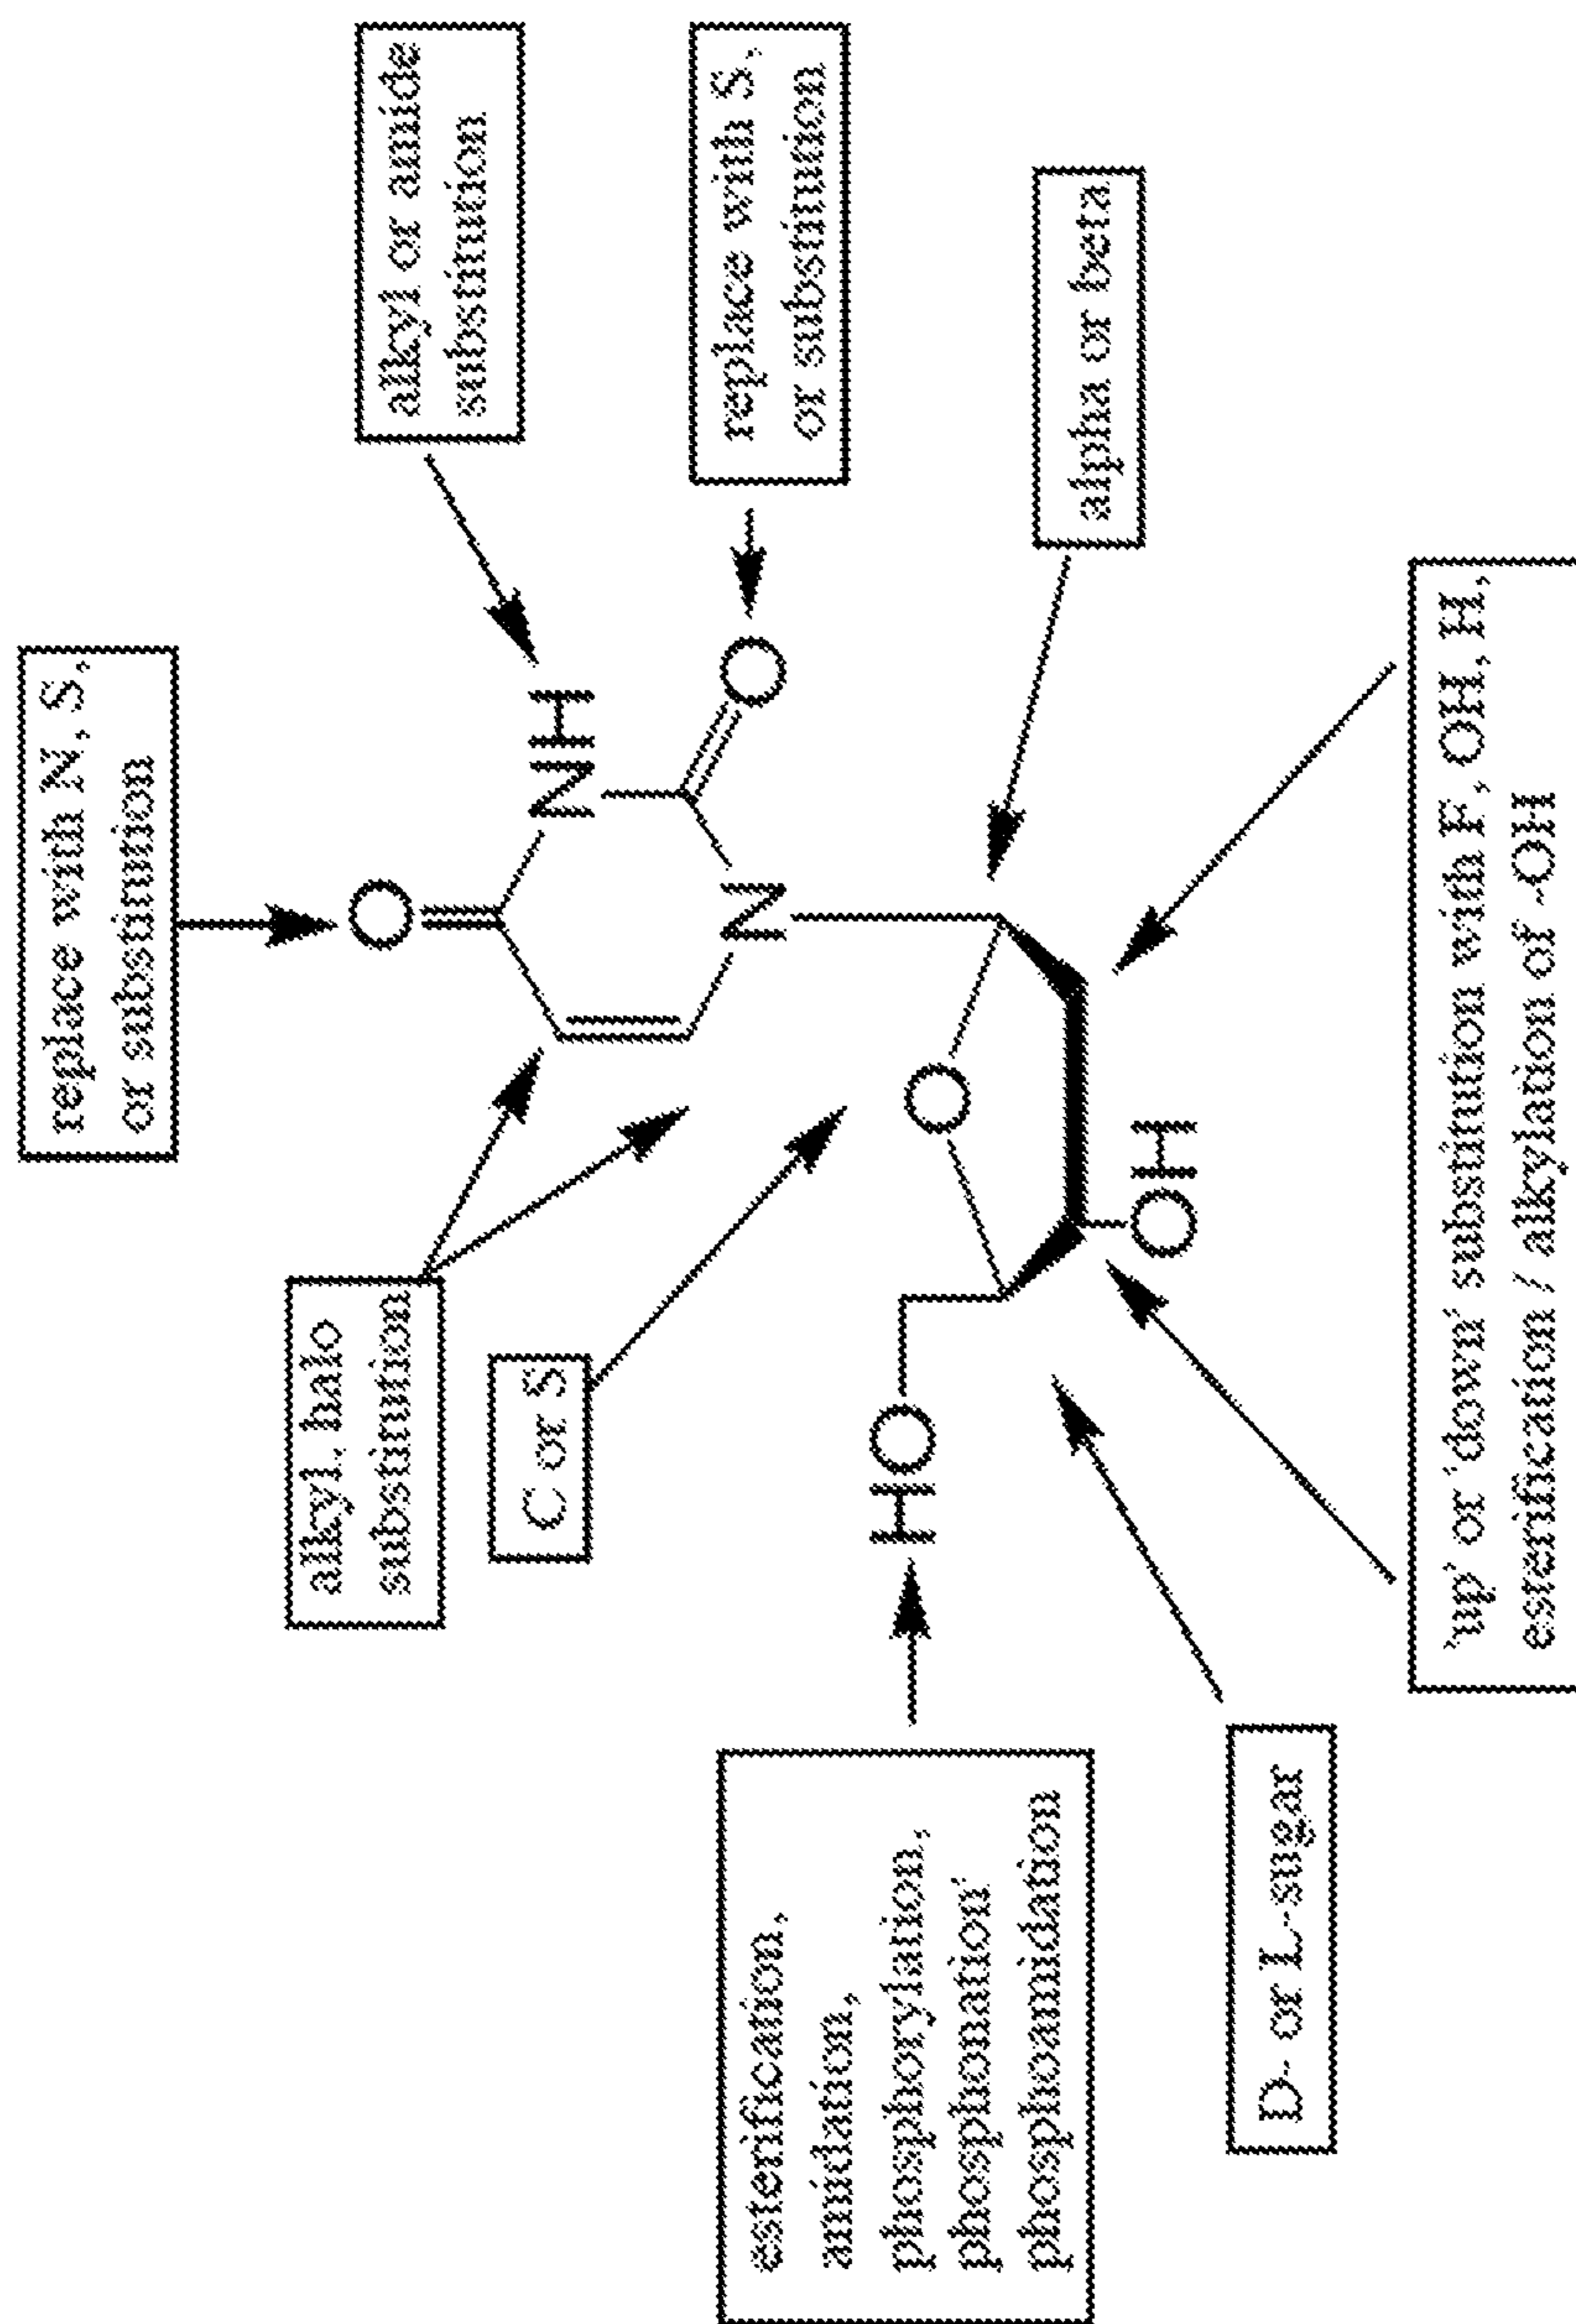 replace with N, S,
or substitution
alkyl or amide
substitution
alkyl, halo
substitution
O
NH
replace with S,
or substitution
O
N
C or S
O
HO
esterification,
amidation,
phosphorylation,
phosphonation'
phosphoamidation
alpha or beta
OH
D- or L-sugar
'up' or 'down' substitution with F, OH, H,
esterification / alkylation of -OH